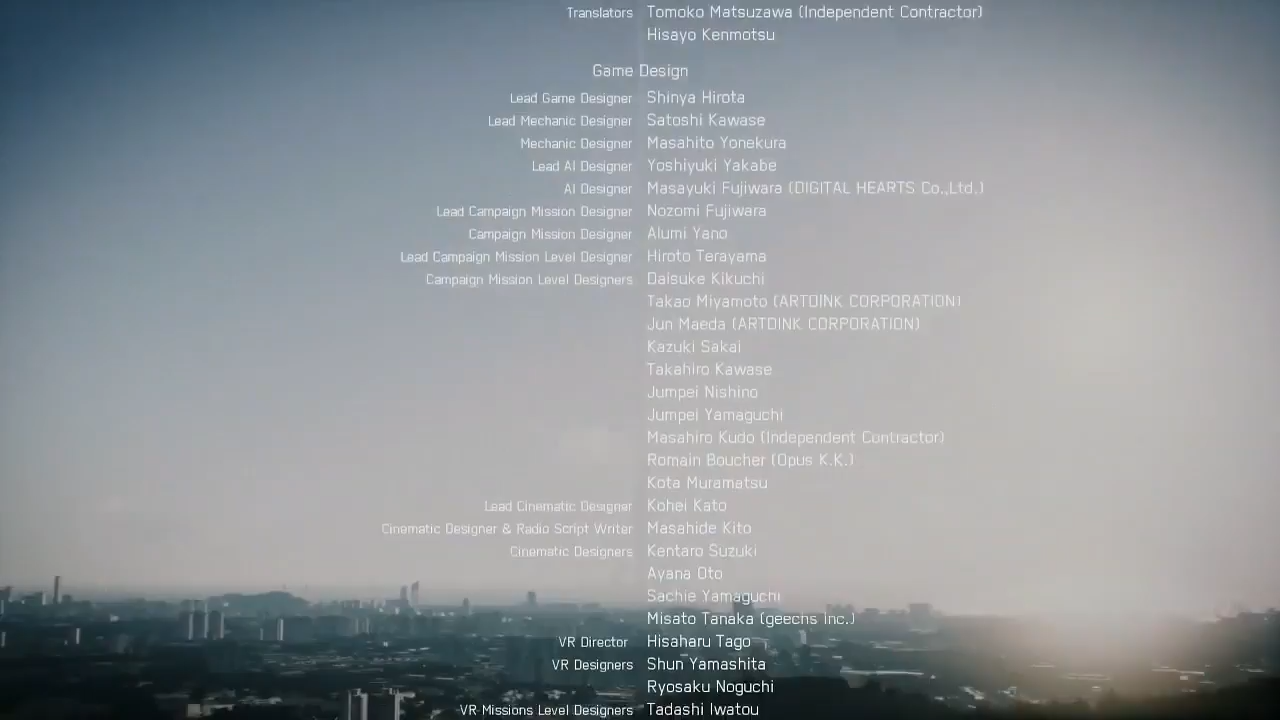 Translators Tomoko Matsuzawa (Independent Contractor)
Hisayo Kenmotsu
Game Design
Lead Game Designer Shinya Hirota
Lead Mechanic Designer Satoshi Kawase
Mechanic Designer Masahito Yonekura
Lead AI Designer Yoshiyuki Yakabe
AI Designer Masayuki Fujiwara (DIGITAL HEARTS Co.,Ltd.)
Lead Campaign Mission Designer Nozomi Fujiwara
Campaign Mission Designer Alumi Yano
Lead Campaign Mission Level Designer Hiroto Terayama
Campaign Mission Level Designers Daisuke Kikuchi
Takao Miyamoto (ARTDINK CORPORATION)
Jun Maeda (ARTDINK CORPORATION)
Kazuki Sakai
Takahiro Kawase
Jumpei Nishino
Jumpei Yamaguchi
Masahiro Kudo (Independent Contractor)
Romain Boucher (Opus K.K.)
Kota Muramatsu
Lead Cinematic Designer Kohei Kato
Cinematic Designer & Radio Script Writer Masahide Kito
Cinematic Designers Kentaro Suzuki
Ayana Oto
Sachie Yamaguchi
Misato Tanaka (geechs Inc.)
VR Director Hisaharu Tago
VR Designers Shun Yamashita
Ryosaku Noguchi
VR Missions Level Designers Tadashi Iwatou